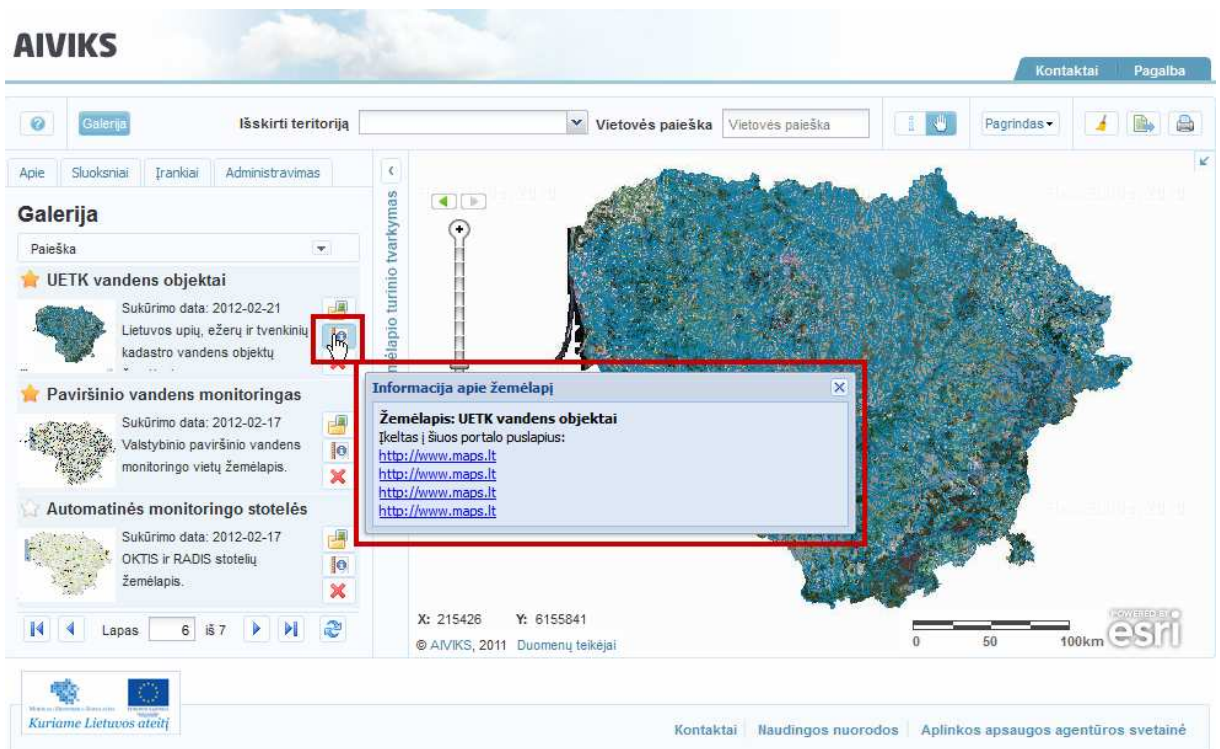 AIVIKS
Kontaktai Pagalba
Galerija
Išskirti teritoriją
Vietovės paieška
Vietovės paieška
Pagrindas
Apie Sluoksniai Įrankiai Administravimas
Galerija
Paieška
UETK vandens objektai
Sukūrimo data: 2012-02-21
Lietuvos upių, ežerų ir tvenkinių
kadastro vandens objektų
Paviršinio vandens monitoringas
Sukūrimo data: 2012-02-17
Valstybinio paviršinio vandens
monitoringo vietų žemėlapis.
Automatinės monitoringo stotelės
Sukūrimo data: 2012-02-17
OKTIS ir RADIS stotelių
žemėlapis.
Lapas 6 iš 7
turinio tvarkymas
Informacija apie žemėlapį
Žemėlapis: UETK vandens objektai
Įkeltas į šiuos portalo puslapius:
http://www.maps.lt
http://www.maps.lt
http://www.maps.lt
http://www.maps.lt
X: 215426 Y: 6155841
© AIVIKS, 2011 Duomenų teikėjai
0 50 100km
POWERED BY
esri
Kuriame Lietuvos ateitį
Kontaktai Naudingos nuorodos Aplinkos apsaugos agentūros svetainė